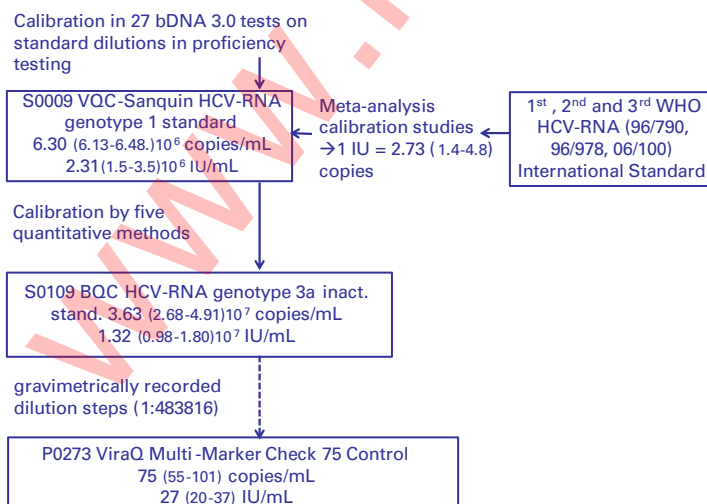 Calibration in 27 bDNA 3.0 tests on
standard dilutions in proficiency
testing
S0009 VQC-Sanquin HCV-RNA
genotype 1 standard
6.30 (6.13-6.48.)10⁶ copies/mL
2.31(1.5-3.5)10⁶ IU/mL
Meta-analysis
calibration studies
→1 IU = 2.73 (1.4-4.8)
copies
1st , 2nd and 3rd WHO
HCV-RNA (96/790,
96/978, 06/100)
International Standard
Calibration by five
quantitative methods
S0109 BQC HCV-RNA genotype 3a inact.
stand. 3.63 (2.68-4.91)10⁷ copies/mL
1.32 (0.98-1.80)10⁷ IU/mL
gravimetrically recorded
dilution steps (1:483816)
P0273 ViraQ Multi-Marker Check 75 Control
75 (55-101) copies/mL
27 (20-37) IU/mL
www.